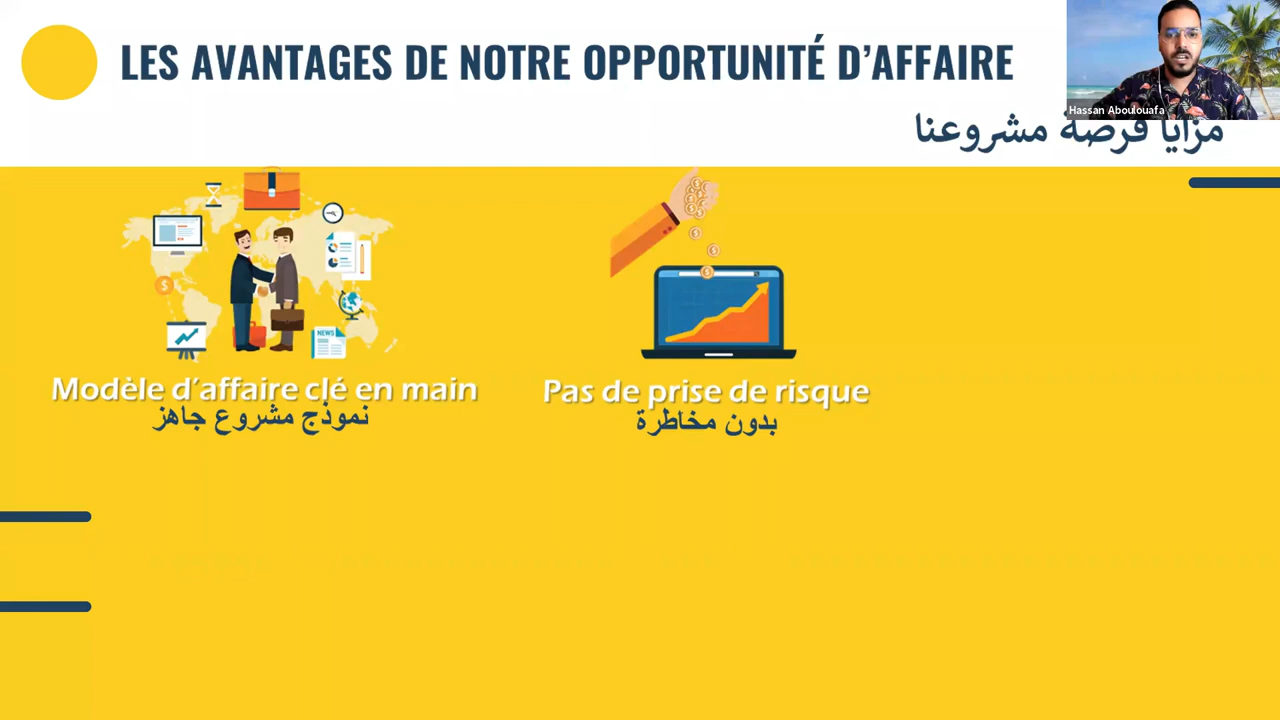 LES AVANTAGES DE NOTRE OPPORTUNITÉ D'AFFAIRE
Hassan Aboulouafa
مزايا فرصة مشروعنا
NEWS
Modèle d'affaire clé en main
نموذج مشروع جاهز
Pas de prise de risque
بدون مخاطرة